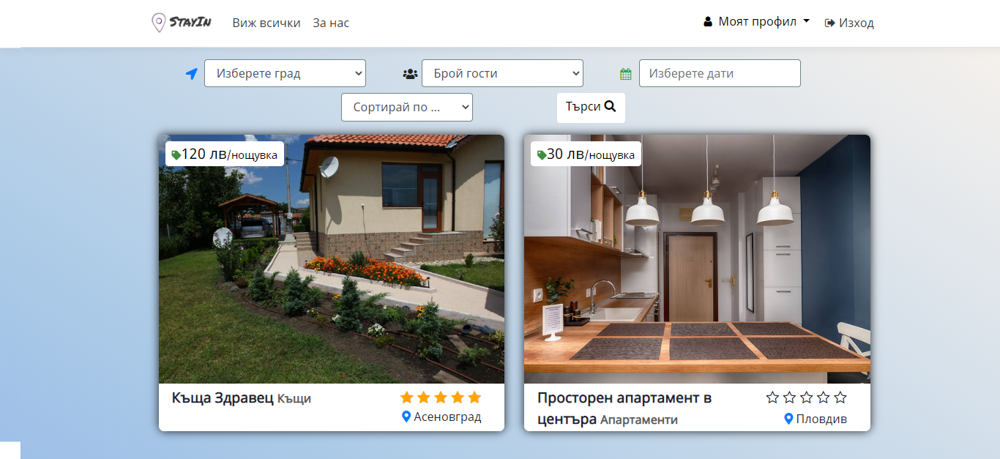 StayIn Виж всички За нас Моят профил Изход
Изберете град Брой гости Изберете дати
Сортирай по ... Търси
120 лв/нощувка
30 лв/нощувка
Къща Здравец Къщи
Асеновград
Просторен апартамент в
центъра Апартаменти
Пловдив